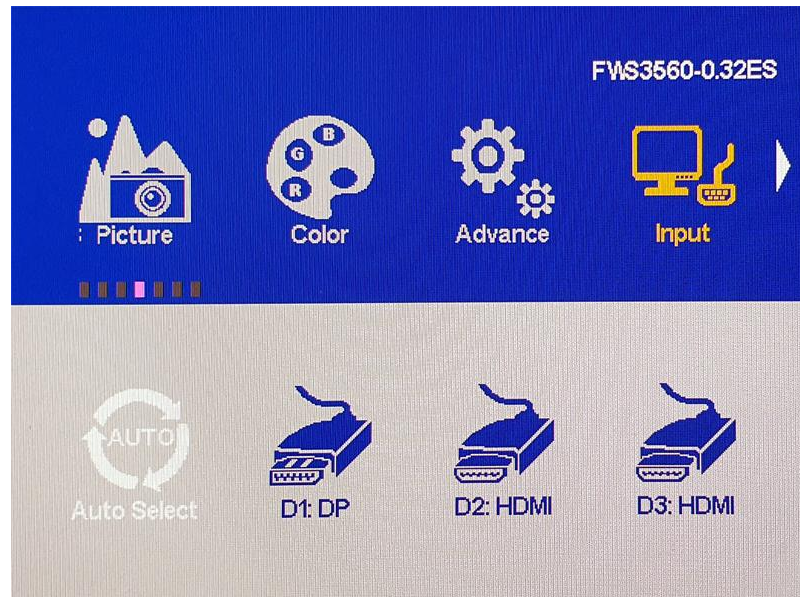 FWS3560-0.32ES
B
G
R
: Picture
Color
Advance
Input
AUTO
Auto Select
D1: DP
D2: HDMI
D3: HDMI